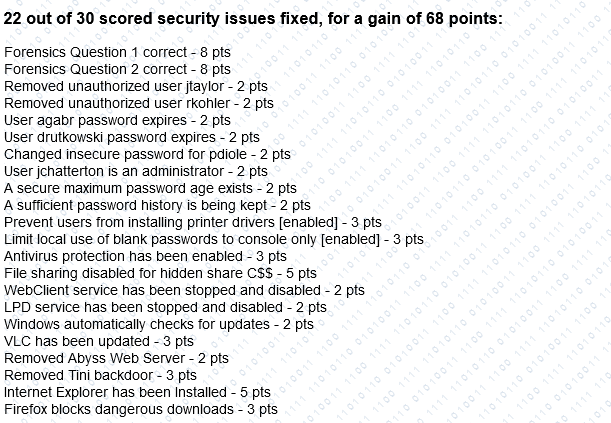 22 out of 30 scored security issues fixed, for a gain of 68 points:
Forensics Question 1 correct - 8 pts
Forensics Question 2 correct - 8 pts
Removed unauthorized user jtaylor - 2 pts
Removed unauthorized user rkohler - 2 pts
User agabr password expires - 2 pts
User drutkowski password expires - 2 pts
Changed insecure password for pdiole - 2 pts
User jchatterton is an administrator - 2 pts
A secure maximum password age exists - 2 pts
A sufficient password history is being kept - 2 pts
Prevent users from installing printer drivers [enabled] - 3 pts
Limit local use of blank passwords to console only [enabled] - 3 pts
Antivirus protection has been enabled - 3 pts
File sharing disabled for hidden share C$$ - 5 pts
WebClient service has been stopped and disabled - 2 pts
LPD service has been stopped and disabled - 2 pts
Windows automatically checks for updates - 2 pts
VLC has been updated - 3 pts
Removed Abyss Web Server - 2 pts
Removed Tini backdoor - 3 pts
Internet Explorer has been Installed - 5 pts
Firefox blocks dangerous downloads - 3 pts